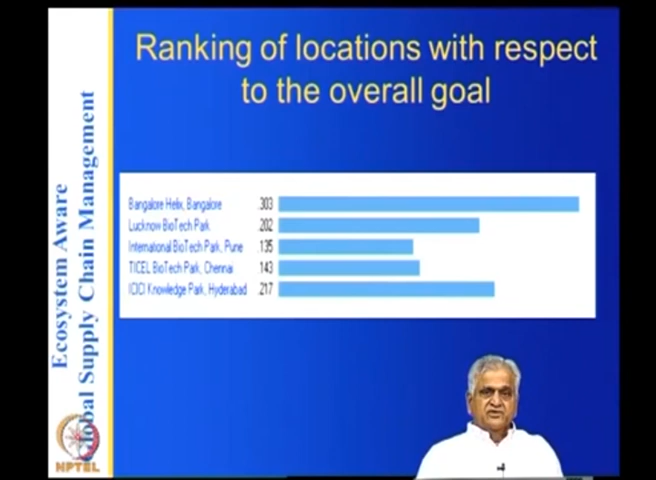 Ranking of locations with respect
to the overall goal
Ecosystem Aware
Global Supply Chain Management
Bangalore Helix, Bangalore .303
Lucknow BioTech Park .202
International BioTech Park, Pune .135
TICEL BioTech Park, Chennai .143
ICICI Knowledge Park, Hyderabad .217
NPTEL